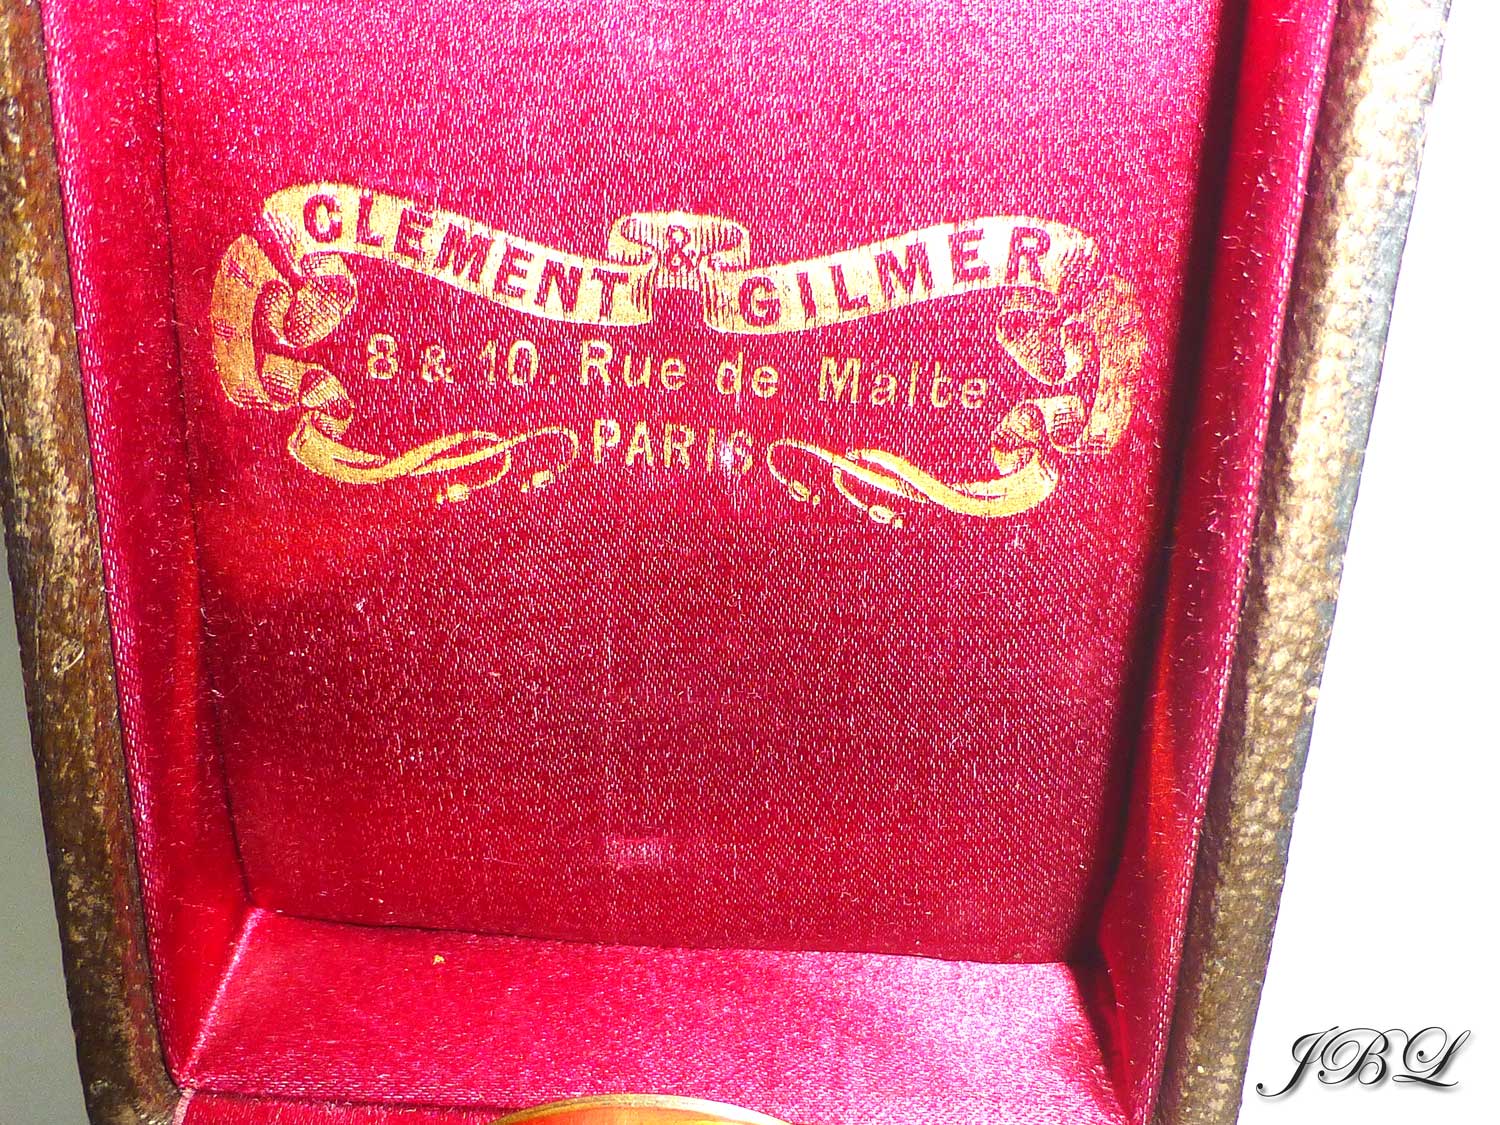 CLEMENT & GILMER
8 & 10. Rue de Malte
PARIS
JBL